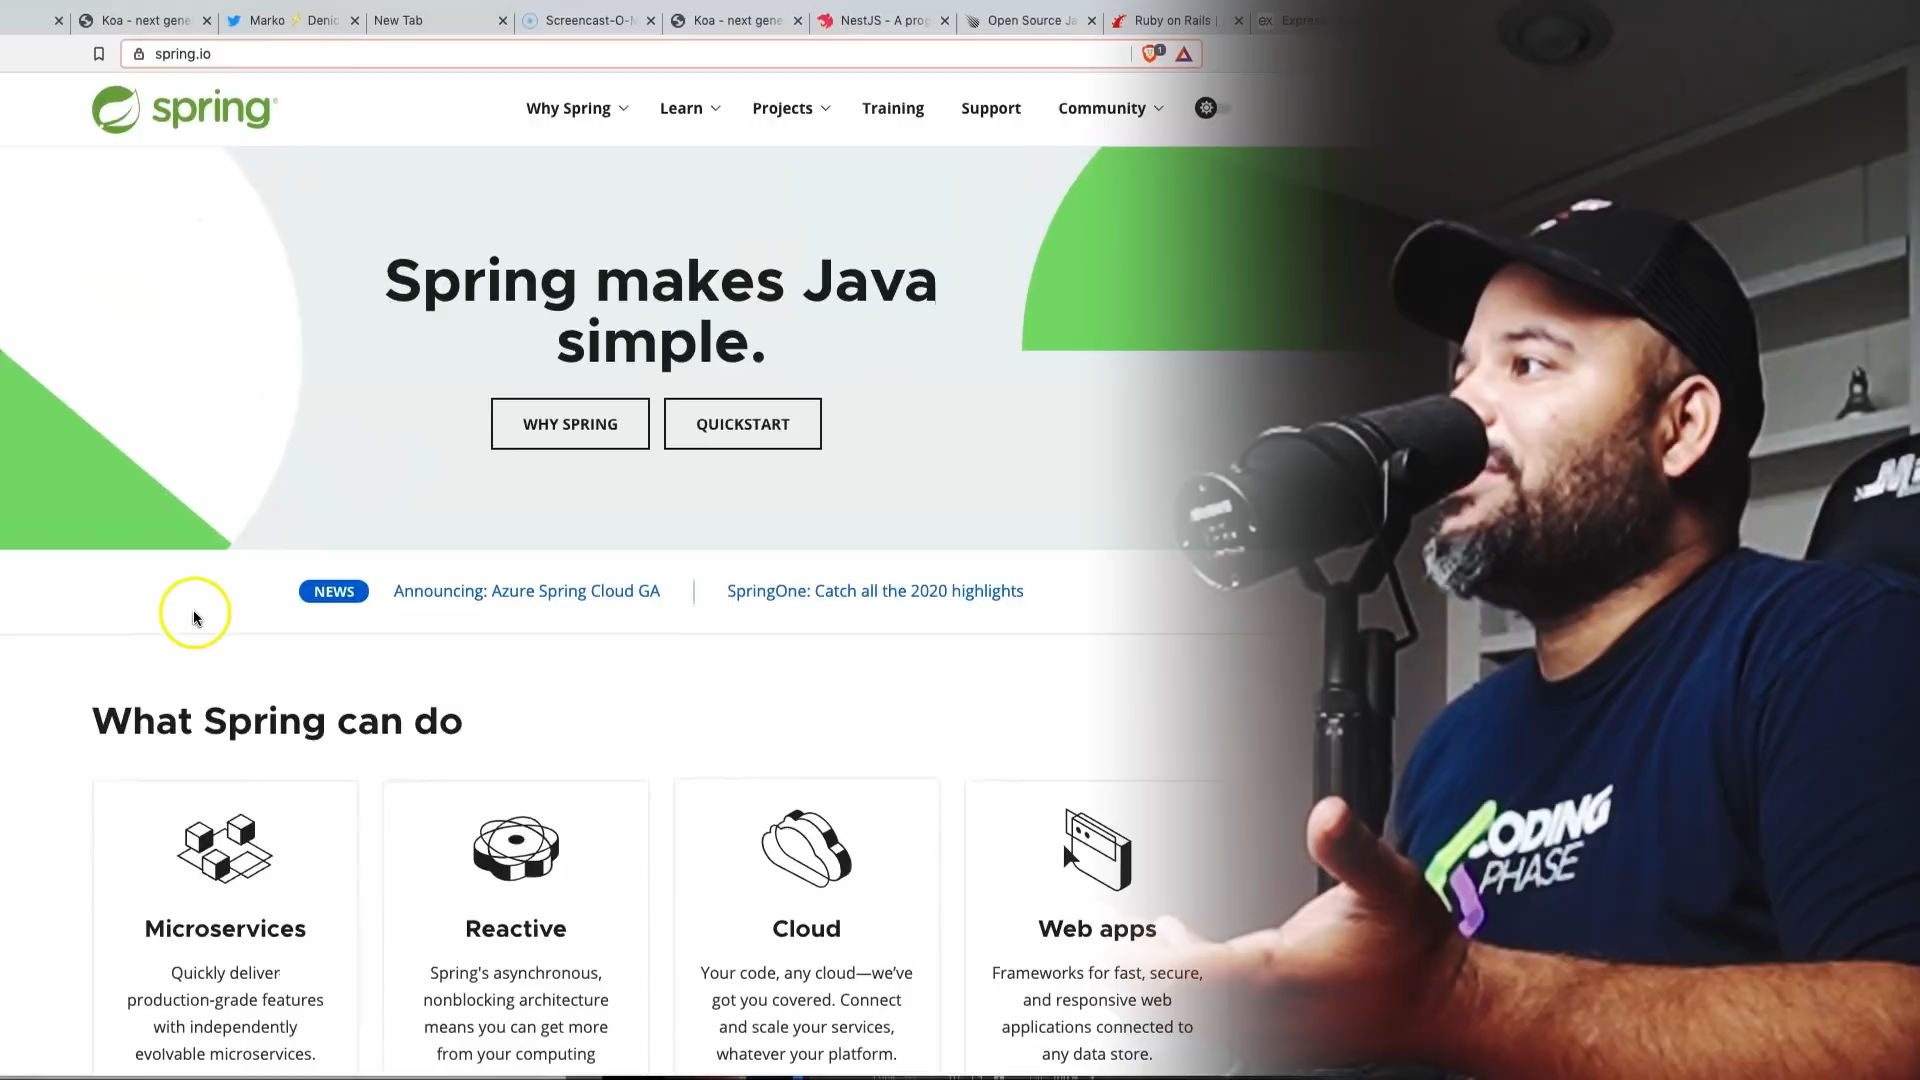 Koa - next gene
Marko ⚡ Denic
New Tab
Screencast-O-M
Koa - next gene
NestJS - A prog
Open Source Ja
Ruby on Rails |
ex Express
spring.io
1
spring
Why Spring
Learn
Projects
Training
Support
Community
Spring makes Java
simple.
WHY SPRING
QUICKSTART
NEWS
Announcing: Azure Spring Cloud GA
SpringOne: Catch all the 2020 highlights
What Spring can do
Microservices
Quickly deliver
production-grade features
with independently
evolvable microservices.
Reactive
Spring's asynchronous,
nonblocking architecture
means you can get more
from your computing
Cloud
Your code, any cloud—we've
got you covered. Connect
and scale your services,
whatever your platform.
Web apps
Frameworks for fast, secure,
and responsive web
applications connected to
any data store.
CODING
PHASE